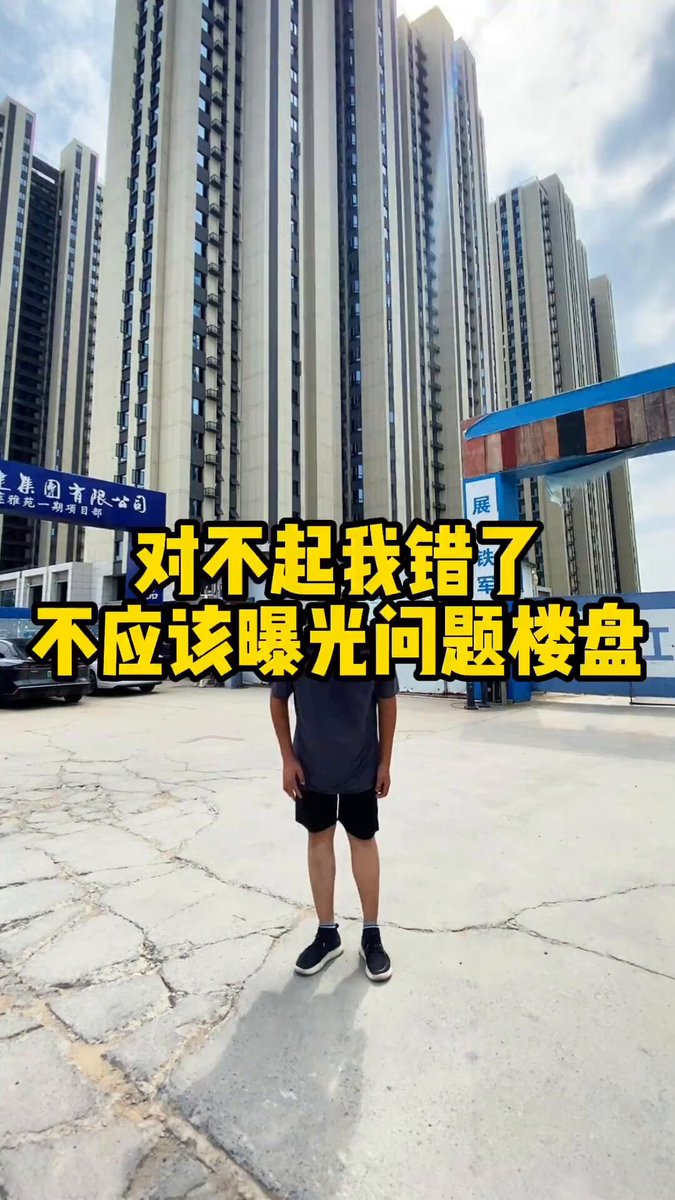 集团有限公司
雅苑一期项目部
展
铁
军
工
对不起我错了
不应该曝光问题楼盘